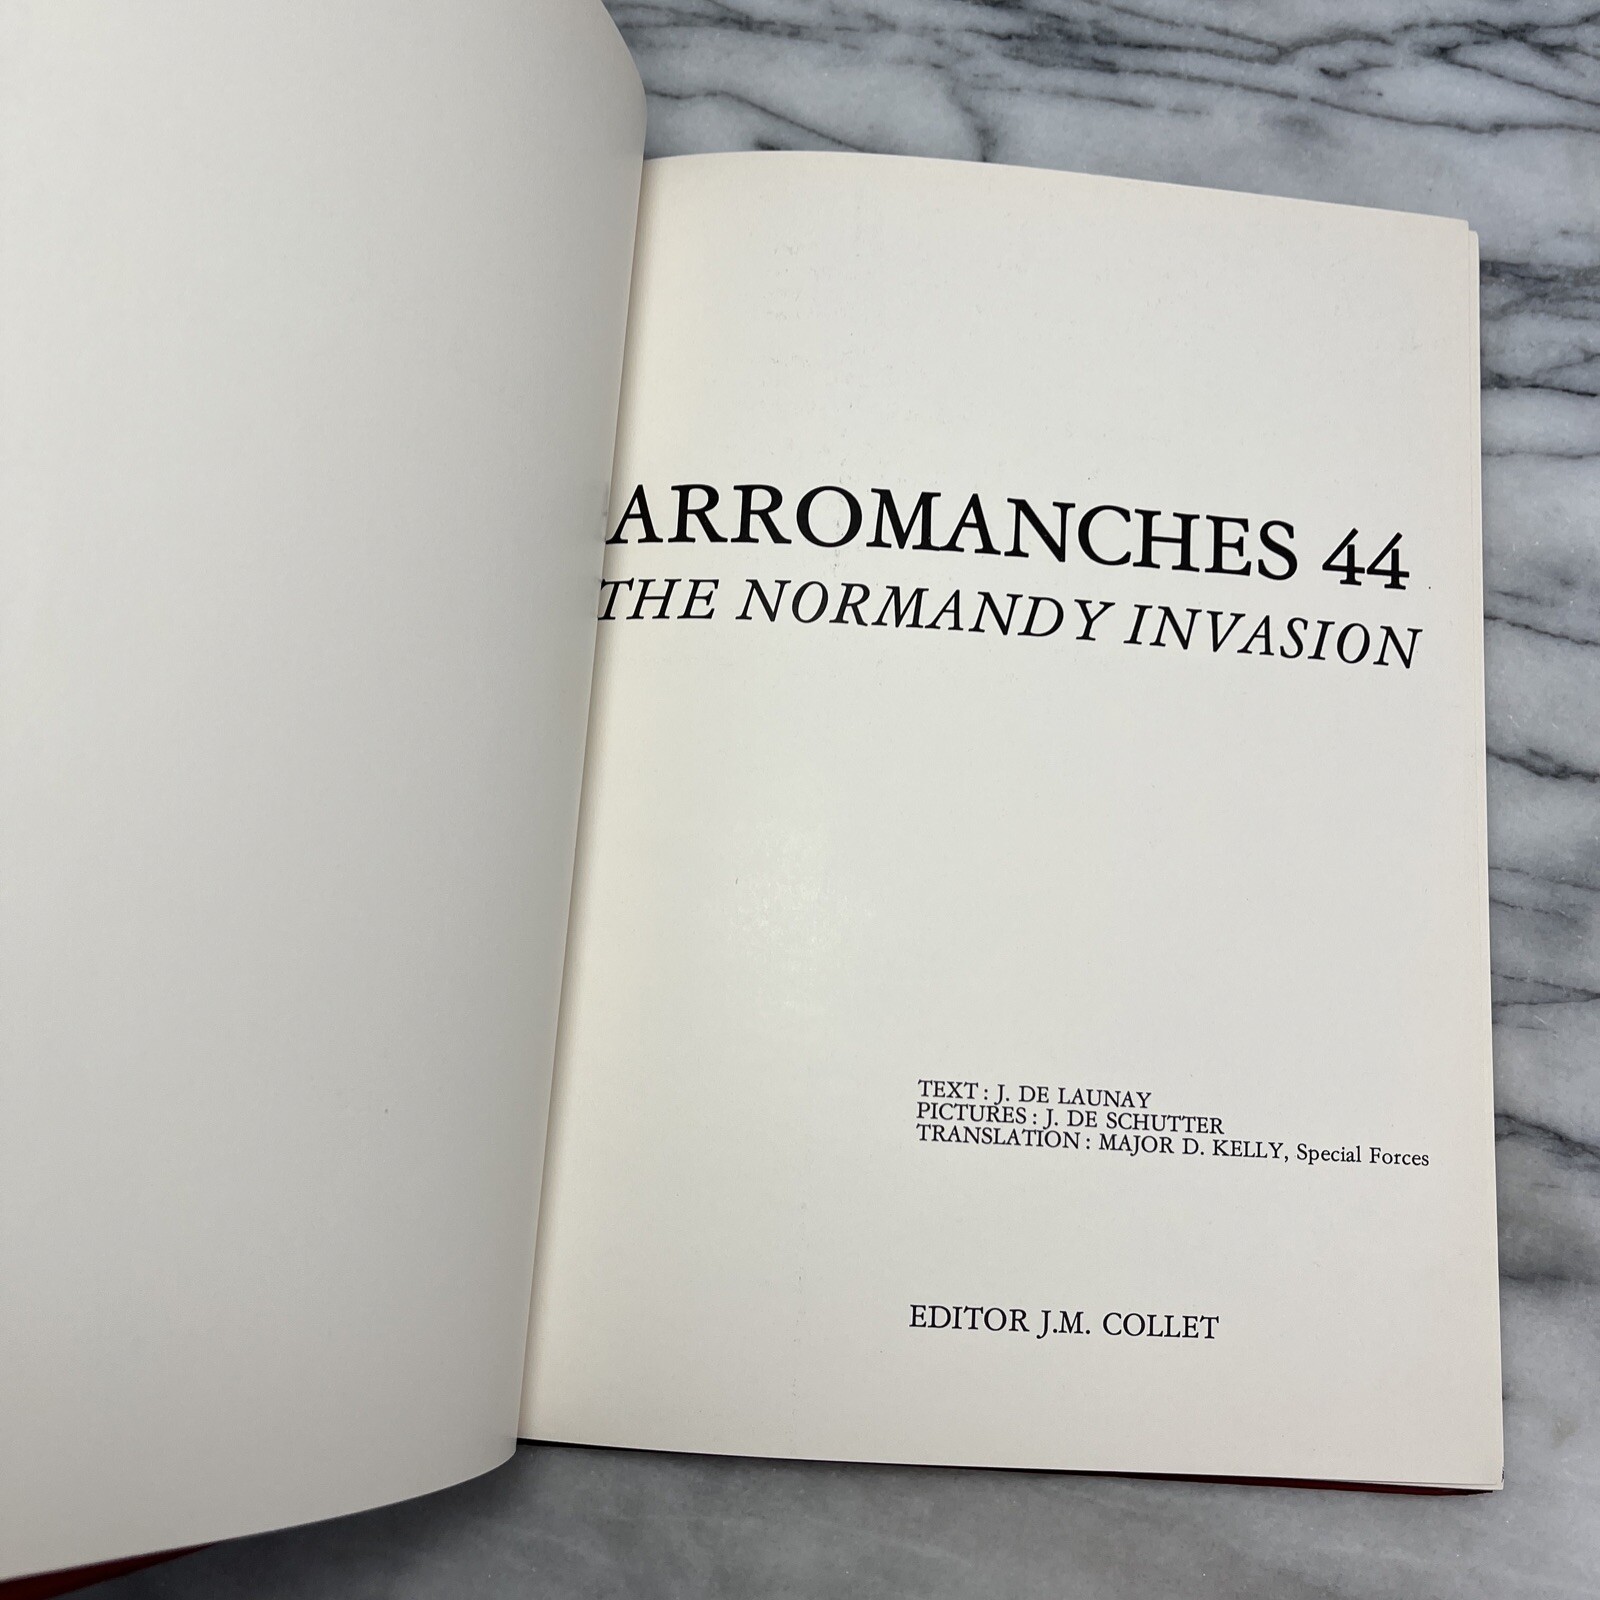 ARROMANCHES 44
THE NORMANDY INVASION
TEXT : J. DE LAUNAY
PICTURES : J. DE SCHUTTER
TRANSLATION : MAJOR D. KELLY, Special Forces
EDITOR J.M. COLLET